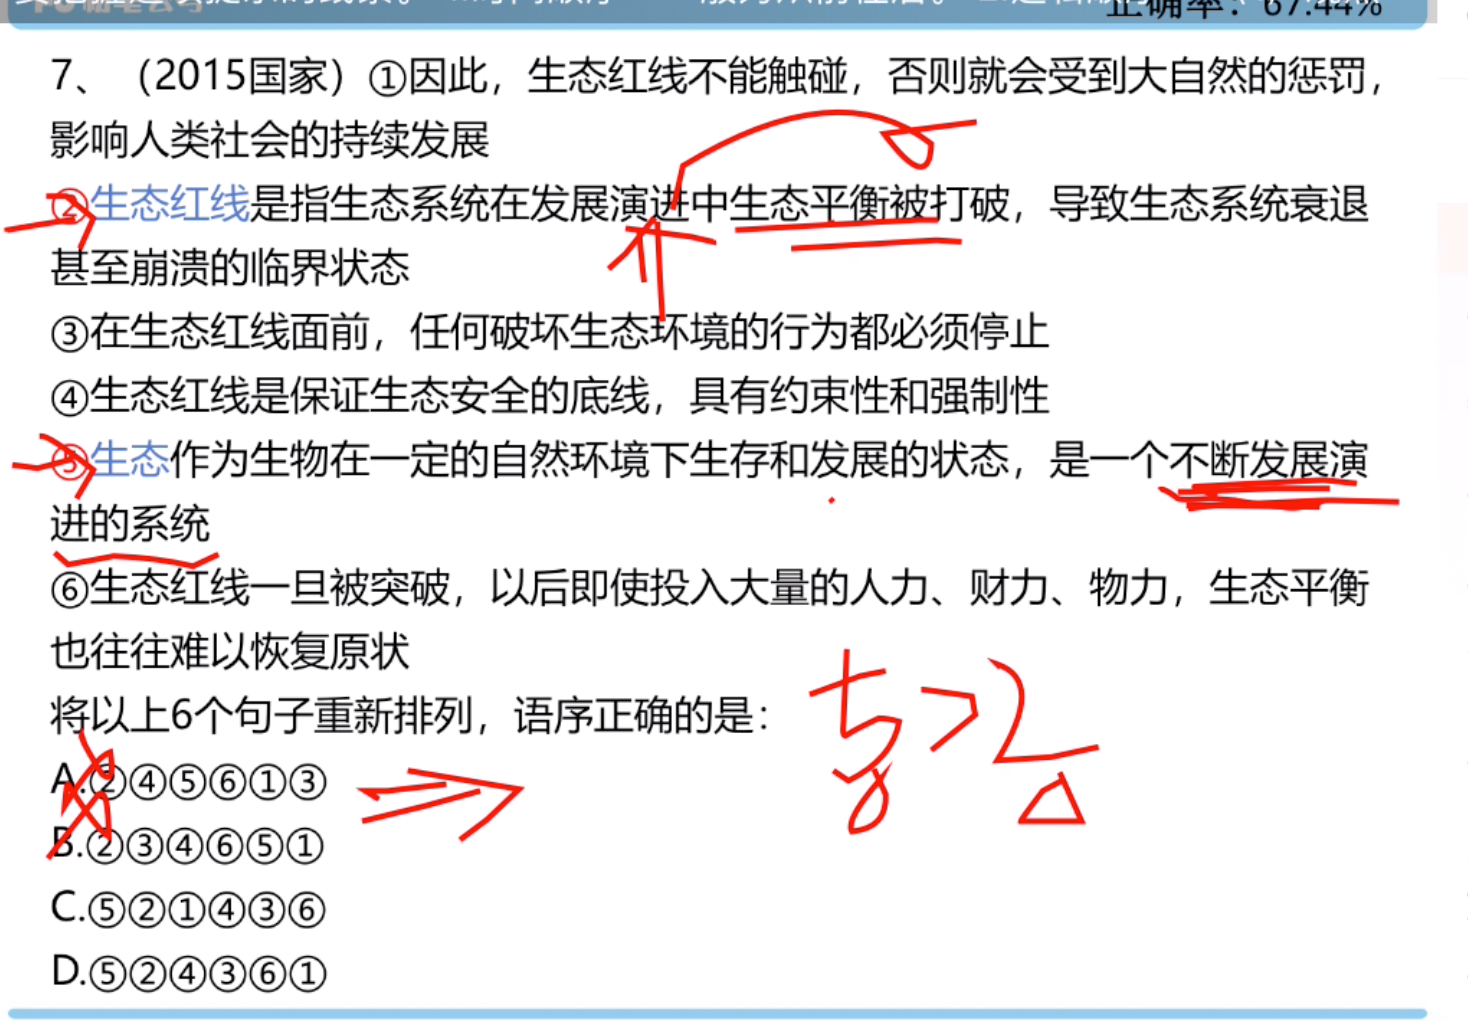 正确率：67.44%
7、（2015国家）①因此，生态红线不能触碰，否则就会受到大自然的惩罚，
影响人类社会的持续发展
②生态红线是指生态系统在发展演进中生态平衡被打破，导致生态系统衰退
甚至崩溃的临界状态
③在生态红线面前，任何破坏生态环境的行为都必须停止
④生态红线是保证生态安全的底线，具有约束性和强制性
⑤生态作为生物在一定的自然环境下生存和发展的状态，是一个不断发展演
进的系统
⑥生态红线一旦被突破，以后即使投入大量的人力、财力、物力，生态平衡
也往往难以恢复原状
将以上6个句子重新排列，语序正确的是：
A.②④⑤⑥①③
B.②③④⑥⑤①
C.⑤②①④③⑥
D.⑤②④③⑥①